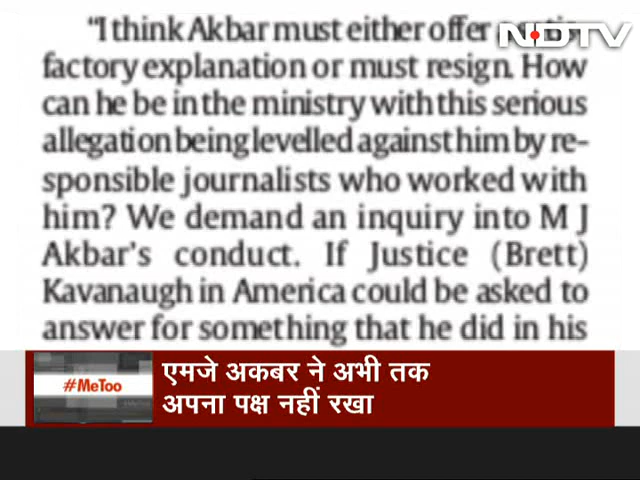 "I think Akbar must either offer
NDTV
factory explanation or must resign. How
can he be in the ministry with this serious
allegation being levelled against him by re-
sponsible journalists who worked with
him? We demand an inquiry into M J
Akbar's conduct. If Justice (Brett)
Kavanaugh in America could be asked to
answer for something that he did in his
#MeToo
एमजे अकबर ने अभी तक
अपना पक्ष नहीं रखा